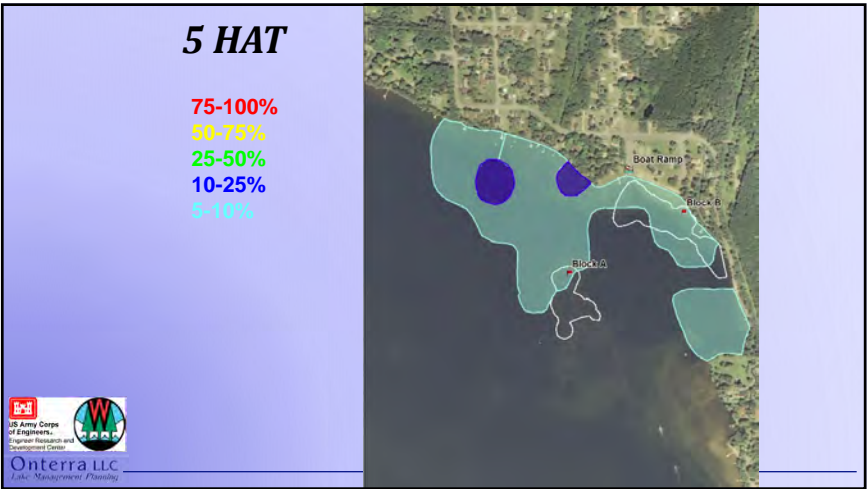 5 HAT
75-100%
50-75%
25-50%
10-25%
5-10%
Boat Ramp
Block B
Block A
US Army Corps
of Engineers.
Engineer Research and
Development Center
W
Onterra LLC
Lake Management Planning